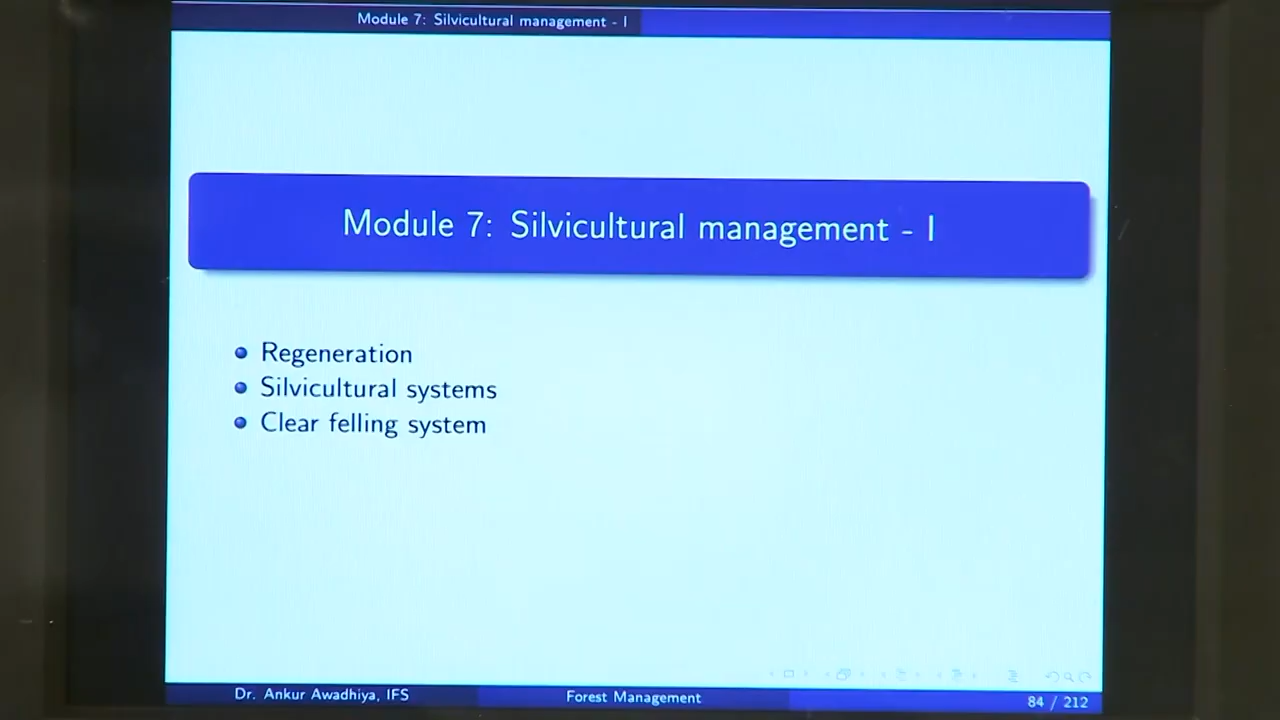 Module 7: Silvicultural management - I
Module 7: Silvicultural management - I
Regeneration
Silvicultural systems
Clear felling system
Dr. Ankur Awadhiya, IFS
Forest Management
84 / 212